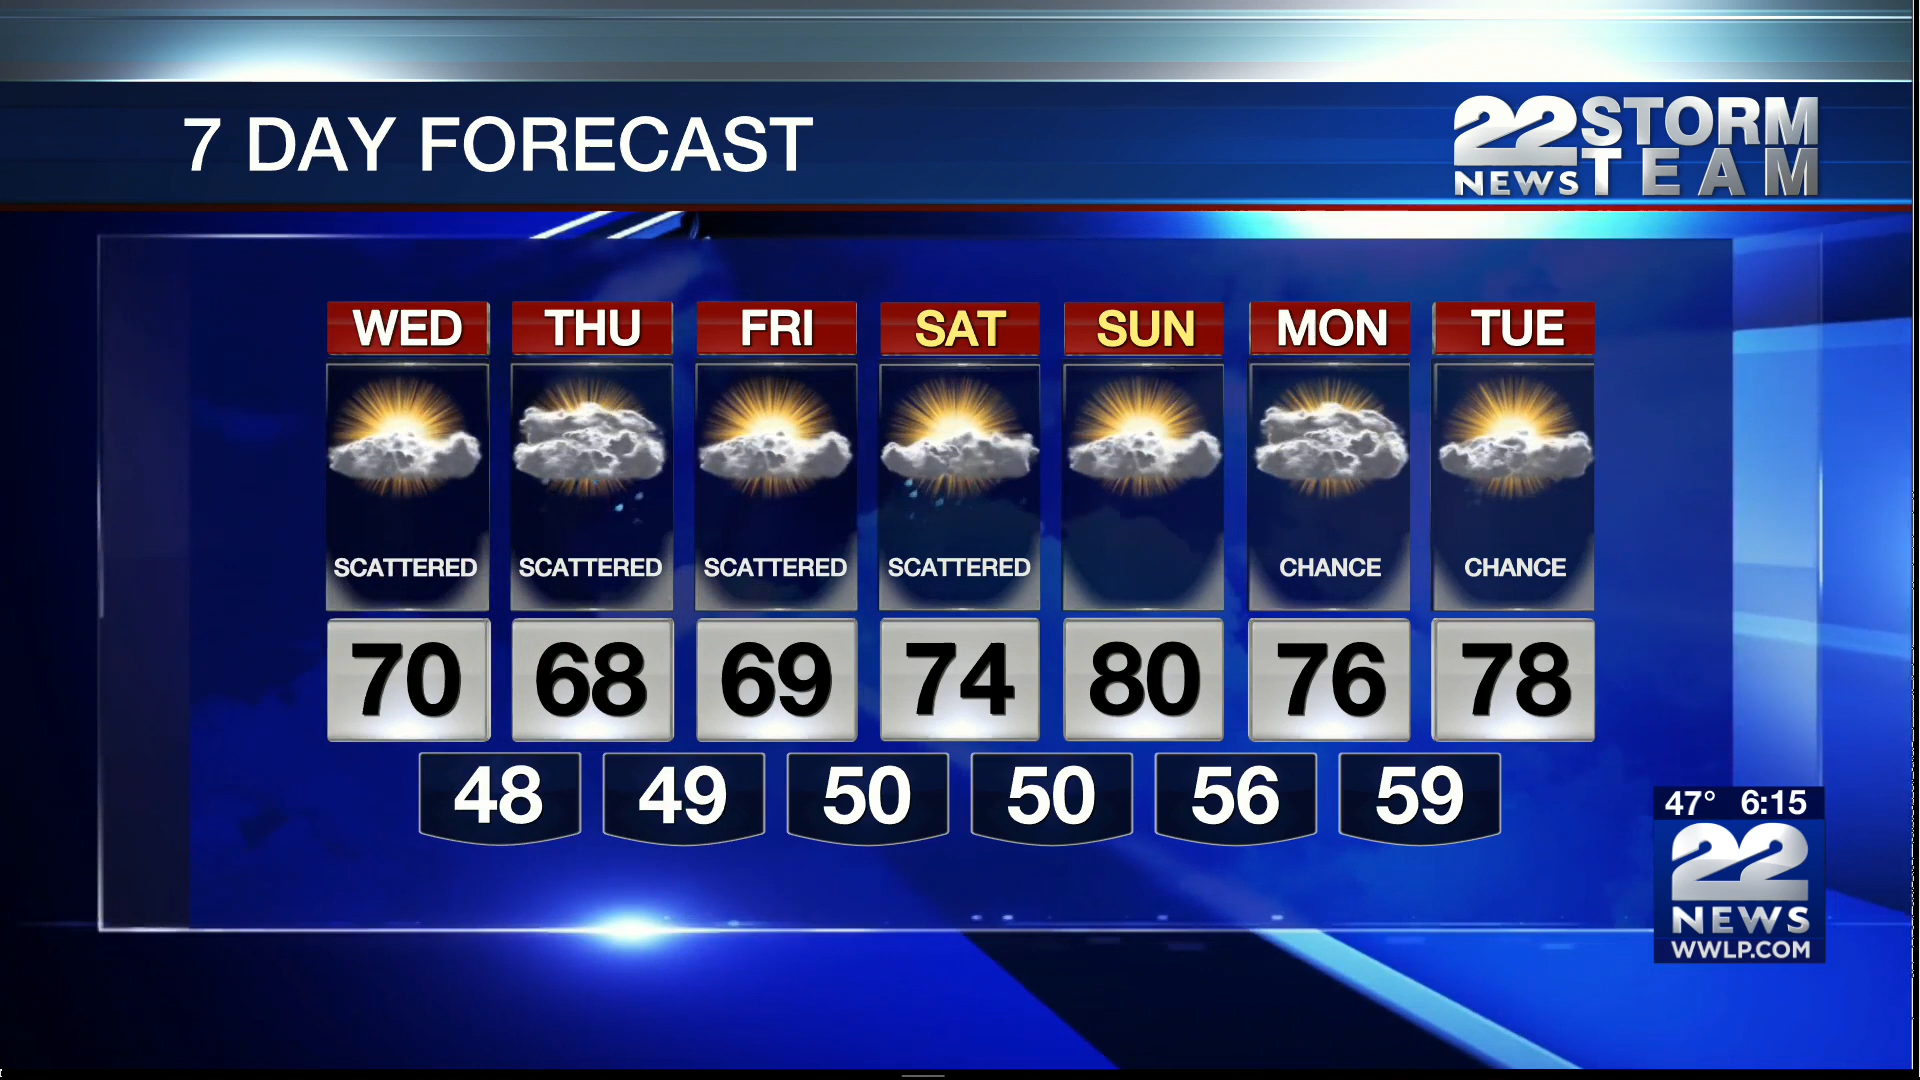 7 DAY FORECAST
22 NEWS STORM TEAM
WED THU FRI SAT SUN MON TUE
SCATTERED SCATTERED SCATTERED SCATTERED CHANCE CHANCE
70 68 69 74 80 76 78
48 49 50 50 56 59
47° 6:15
22
NEWS
WWLP.COM